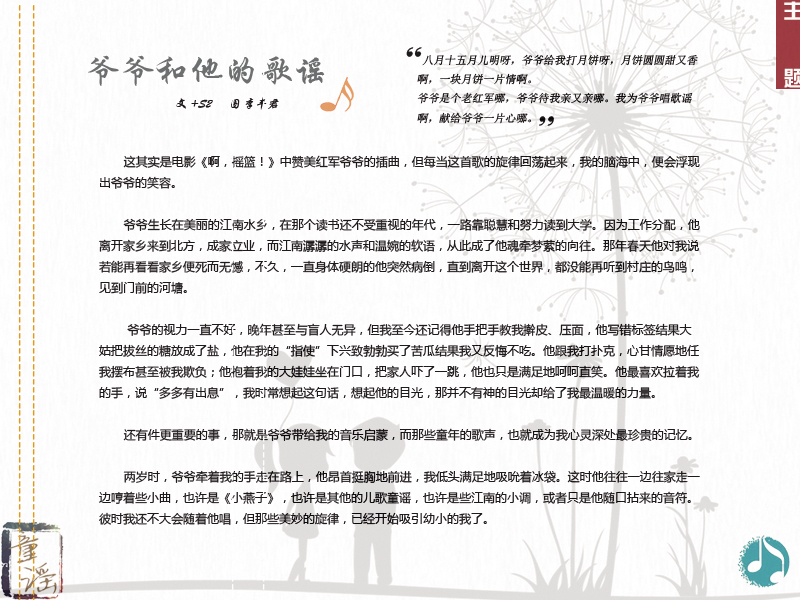 主
题
爷爷和他的歌谣
文 +52 图 李半君
“八月十五月儿明呀，爷爷给我打月饼呀，月饼圆圆甜又香
啊，一块月饼一片情啊。
爷爷是个老红军哪，爷爷待我亲又亲哪。我为爷爷唱歌谣
啊，献给爷爷一片心哪。”
这其实是电影《啊，摇篮！》中赞美红军爷爷的插曲，但每当这首歌的旋律回荡起来，我的脑海中，便会浮现
出爷爷的笑容。
爷爷生长在美丽的江南水乡，在那个读书还不受重视的年代，一路靠聪慧和努力读到大学。因为工作分配，他
离开家乡来到北方，成家立业，而江南潺潺的水声和温婉的软语，从此成了他魂牵梦萦的向往。那年春天他对我说
若能再看看家乡便死而无憾，不久，一直身体硬朗的他突然病倒，直到离开这个世界，都没能再听到村庄的鸟鸣，
见到门前的河塘。
爷爷的视力一直不好，晚年甚至与盲人无异，但我至今还记得他手把手教我擀皮、压面，他写错标签结果大
姑把拔丝的糖放成了盐，他在我的“指使”下兴致勃勃买了苦瓜结果我又反悔不吃。他跟我打扑克，心甘情愿地任
我摆布甚至被我欺负；他抱着我的大娃娃坐在门口，把家人吓了一跳，他也只是满足地呵呵直笑。他最喜欢拉着我
的手，说“多多有出息”，我时常想起这句话，想起他的目光，那并不有神的目光却给了我最温暖的力量。
还有件更重要的事，那就是爷爷带给我的音乐启蒙，而那些童年的歌声，也就成为我心灵深处最珍贵的记忆。
两岁时，爷爷牵着我的手走在路上，他昂首挺胸地前进，我低头满足地吸吮着冰袋。这时他往往一边往家走一
边哼着些小曲，也许是《小燕子》，也许是其他的儿歌童谣，也许是些江南的小调，或者只是他随口拈来的音符。
彼时我还不大会随着他唱，但那些美妙的旋律，已经开始吸引幼小的我了。
童
谣